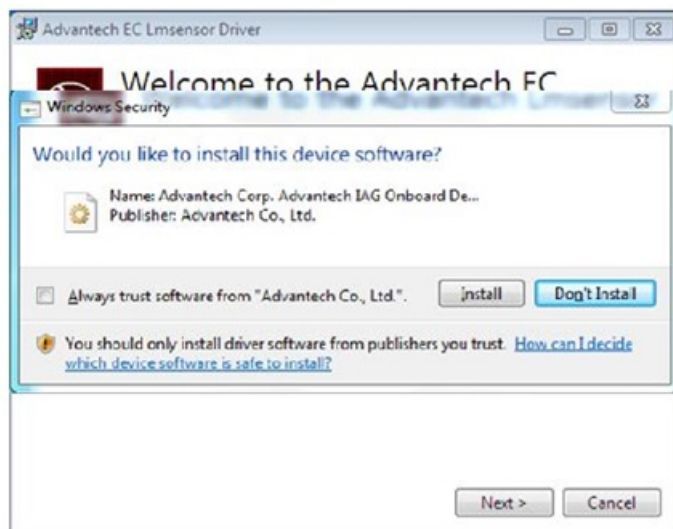 Advantech EC Lmsensor Driver
Welcome to the Advantech EC
Windows Security
Would you like to install this device software?
Name: Advantech Corp. Advantech IAG Onboard De...
Publisher: Advantech Co., Ltd.
Always trust software from "Advantech Co., Ltd.".
Install
Don't Install
You should only install driver software from publishers you trust. How can I decide
which device software is safe to install?
Next >
Cancel